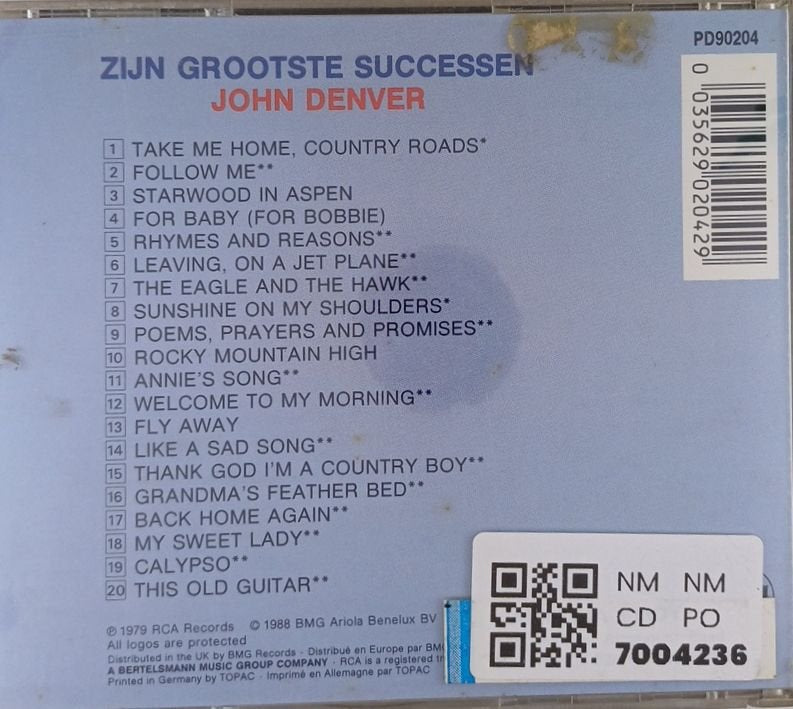 PD90204
ZIJN GROOTSTE SUCCESSEN
JOHN DENVER
1 TAKE ME HOME, COUNTRY ROADS*
2 FOLLOW ME**
3 STARWOOD IN ASPEN
4 FOR BABY (FOR BOBBIE)
5 RHYMES AND REASONS**
6 LEAVING, ON A JET PLANE**
7 THE EAGLE AND THE HAWK**
8 SUNSHINE ON MY SHOULDERS*
9 POEMS, PRAYERS AND PROMISES**
10 ROCKY MOUNTAIN HIGH
11 ANNIE'S SONG**
12 WELCOME TO MY MORNING**
13 FLY AWAY
14 LIKE A SAD SONG**
15 THANK GOD I'M A COUNTRY BOY**
16 GRANDMA'S FEATHER BED**
17 BACK HOME AGAIN**
18 MY SWEET LADY**
19 CALYPSO**
20 THIS OLD GUITAR**
0 035629 020429
℗ 1979 RCA Records © 1988 BMG Ariola Benelux BV
All logos are protected
Distributed in the UK by BMG Records · Distribué en Europe par
A BERTELSMANN MUSIC GROUP COMPANY · RCA is a registered
Printed in Germany by TOPAC · Imprimé en Allemagne par TOPAC
NM NM
CD PO
7004236